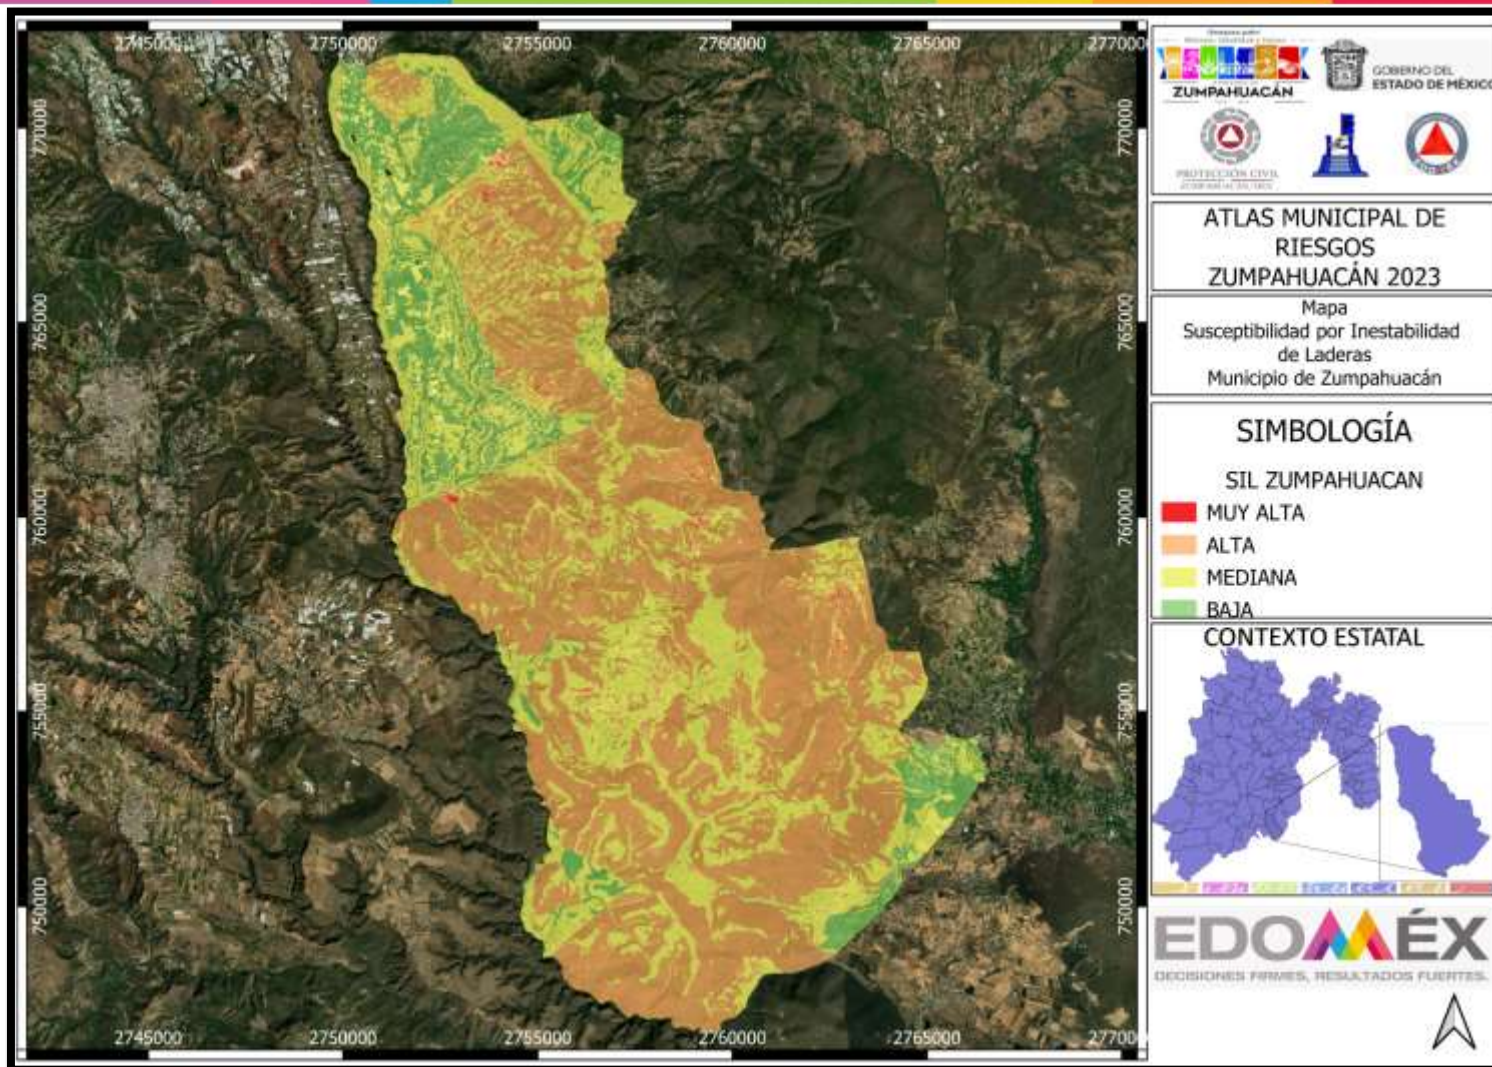 2745000
2750000
2755000
2760000
2765000
2770000
770000
765000
760000
755000
750000
770000
765000
760000
755000
750000
2745000
2750000
2755000
2760000
2765000
2770000
ZUMPAHUACÁN
GOBIERNO DEL
ESTADO DE MÉXICO
PROTECCIÓN CIVIL
ATLAS MUNICIPAL DE
RIESGOS
ZUMPAHUACÁN 2023
Mapa
Susceptibilidad por Inestabilidad
de Laderas
Municipio de Zumpahuacán
SIMBOLOGÍA
SIL ZUMPAHUACAN
MUY ALTA
ALTA
MEDIANA
BAJA
CONTEXTO ESTATAL
EDOMÉX
DECISIONES FIRMES, RESULTADOS FUERTES.